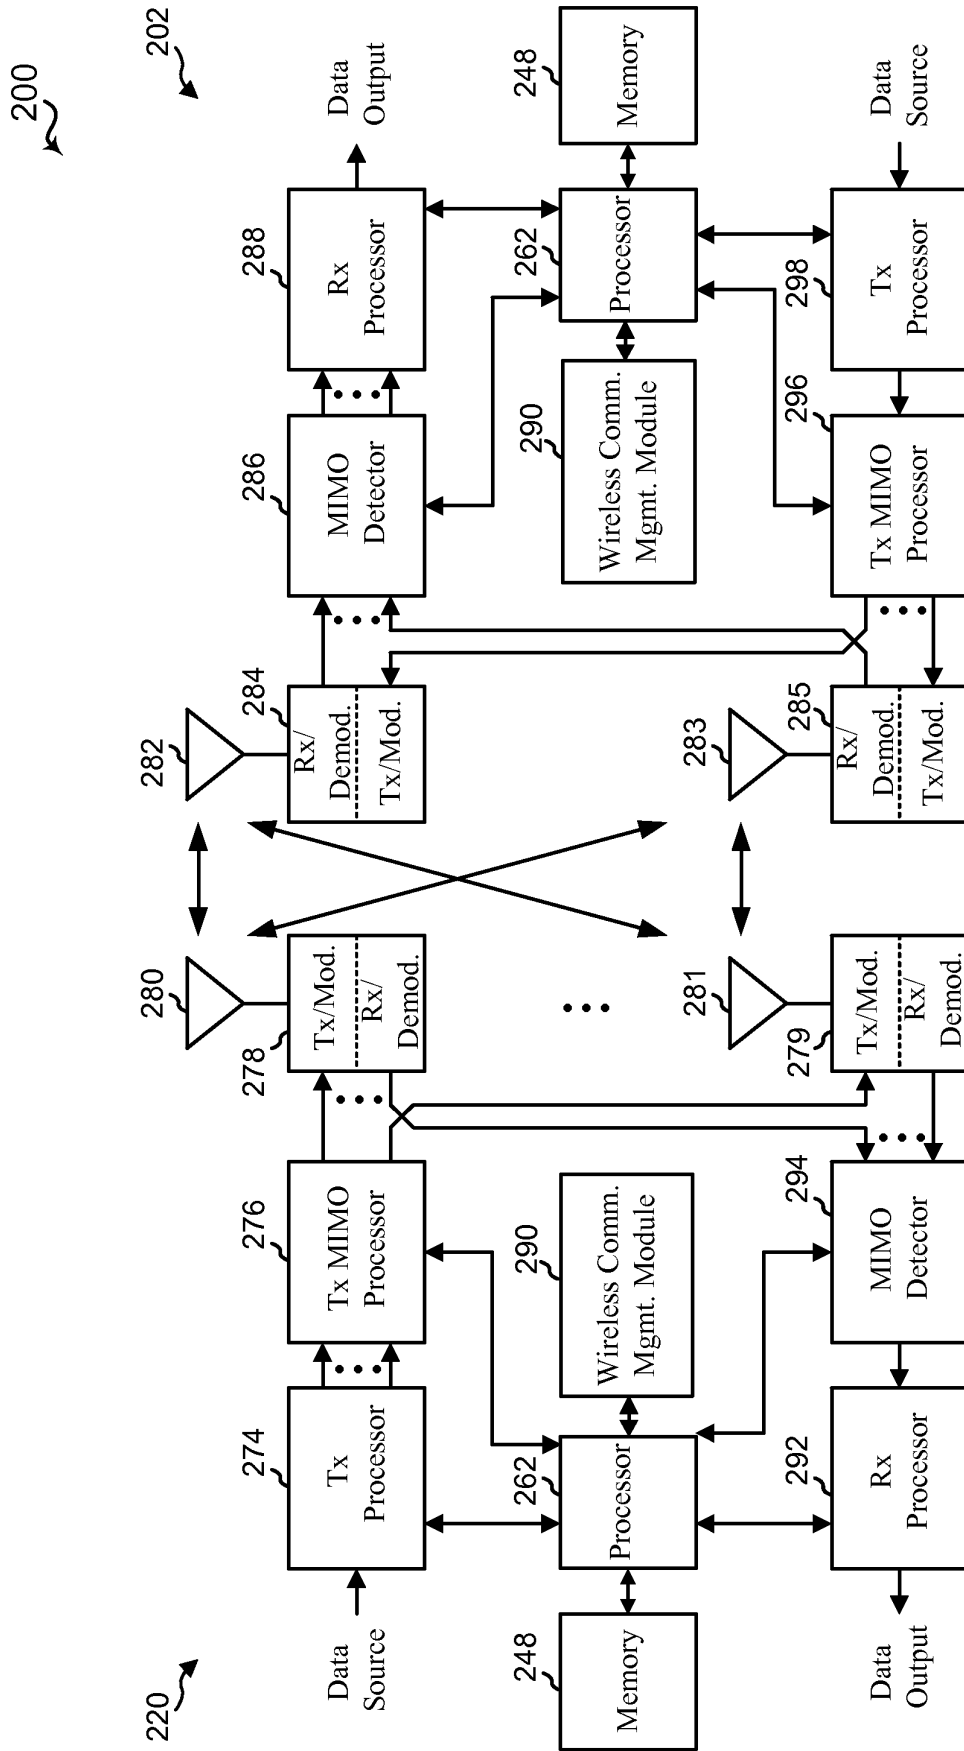 200
220
202
274
276
278
280
282
284
286
288
Data
Source
Tx
Processor
Tx MIMO
Processor
Tx/Mod.
Rx/
Demod.
Rx/
Demod.
Tx/Mod.
MIMO
Detector
Rx
Processor
Data
Output
248
262
290
290
262
248
Memory
Processor
Wireless Comm.
Mgmt. Module
Wireless Comm.
Mgmt. Module
Processor
Memory
292
294
279
281
283
285
296
298
Data
Output
Rx
Processor
MIMO
Detector
Tx/Mod.
Rx/
Demod.
Rx/
Demod.
Tx/Mod.
Tx MIMO
Processor
Tx
Processor
Data
Source